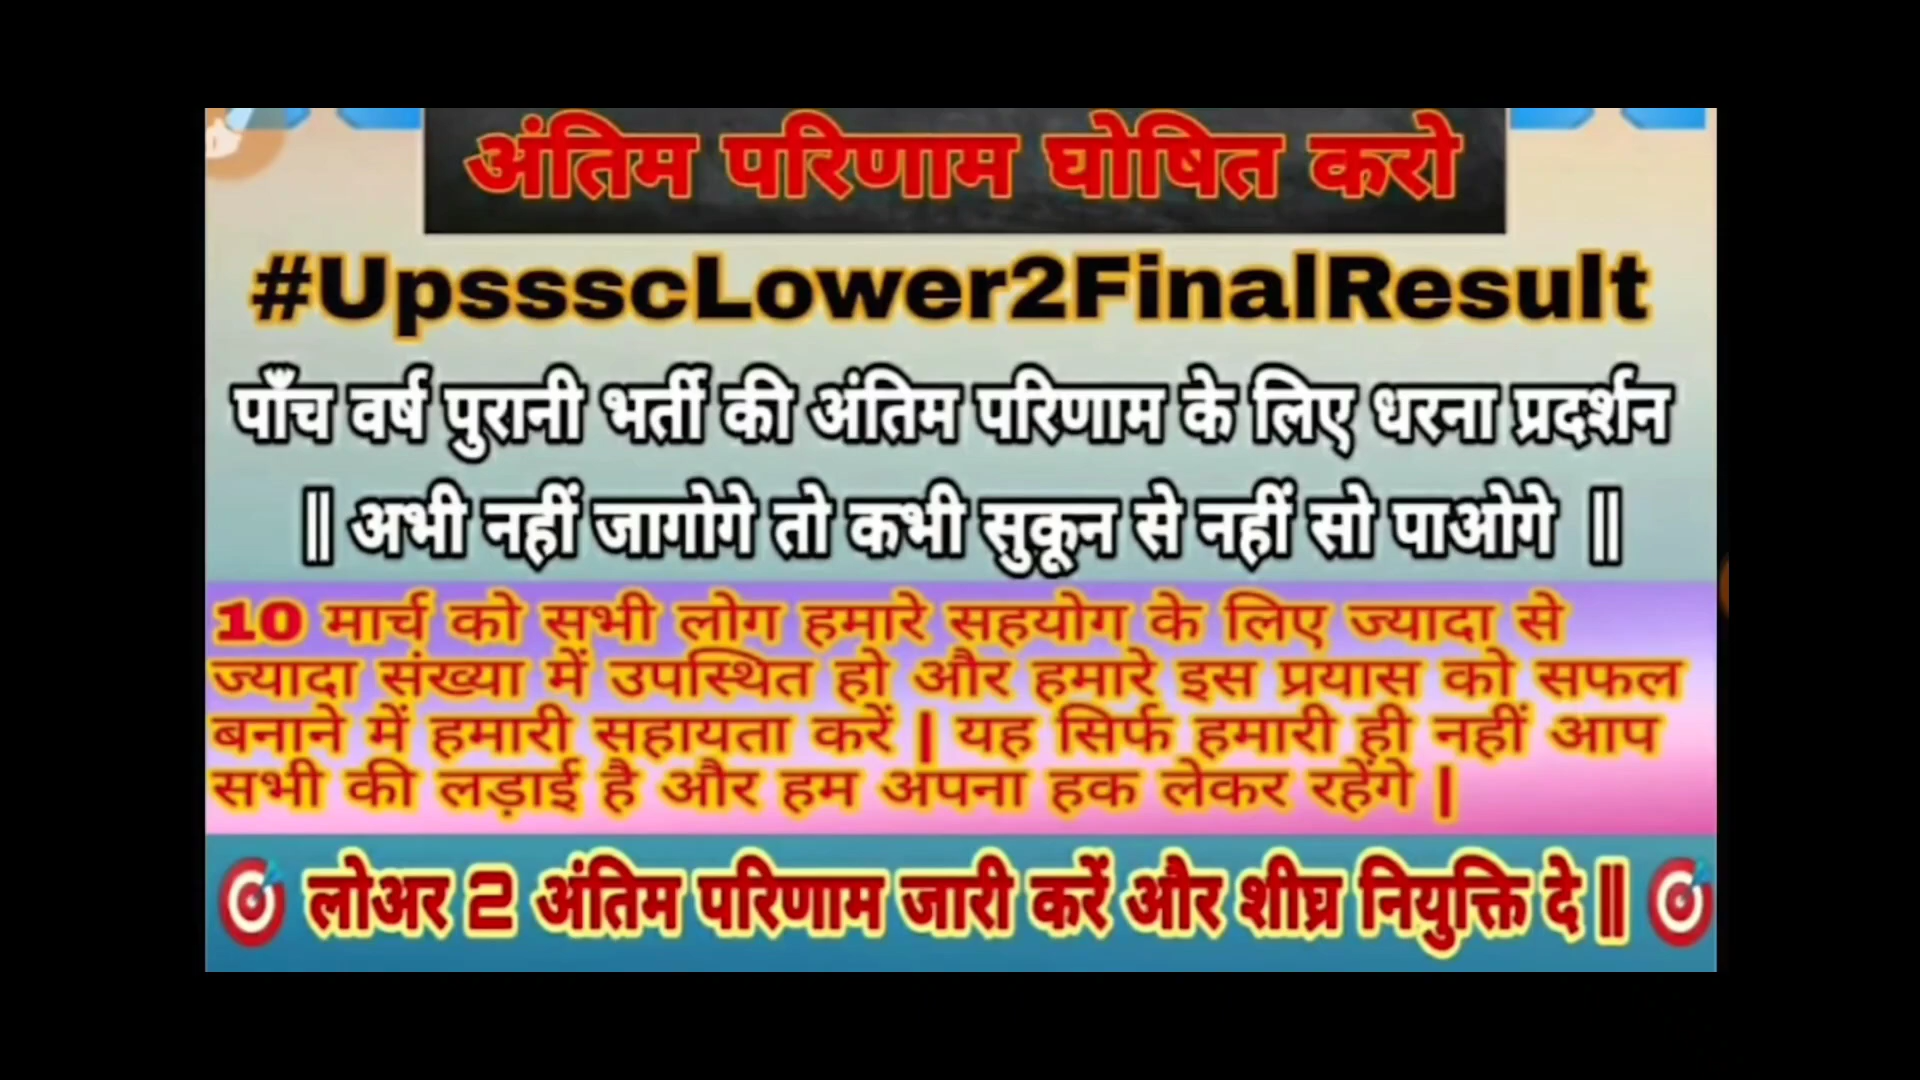 अंतिम परिणाम घोषित करो
#UpssscLower2FinalResult
पाँच वर्ष पुरानी भर्ती की अंतिम परिणाम के लिए धरना प्रदर्शन
|| अभी नहीं जागोगे तो कभी सुकून से नहीं सो पाओगे ||
10 मार्च को सभी लोग हमारे सहयोग के लिए ज्यादा से
ज्यादा संख्या में उपस्थित हो और हमारे इस प्रयास को सफल
बनाने में हमारी सहायता करें | यह सिर्फ हमारी ही नहीं आप
सभी की लड़ाई है और हम अपना हक लेकर रहेंगे |
लोअर 2 अंतिम परिणाम जारी करें और शीघ्र नियुक्ति दे ||